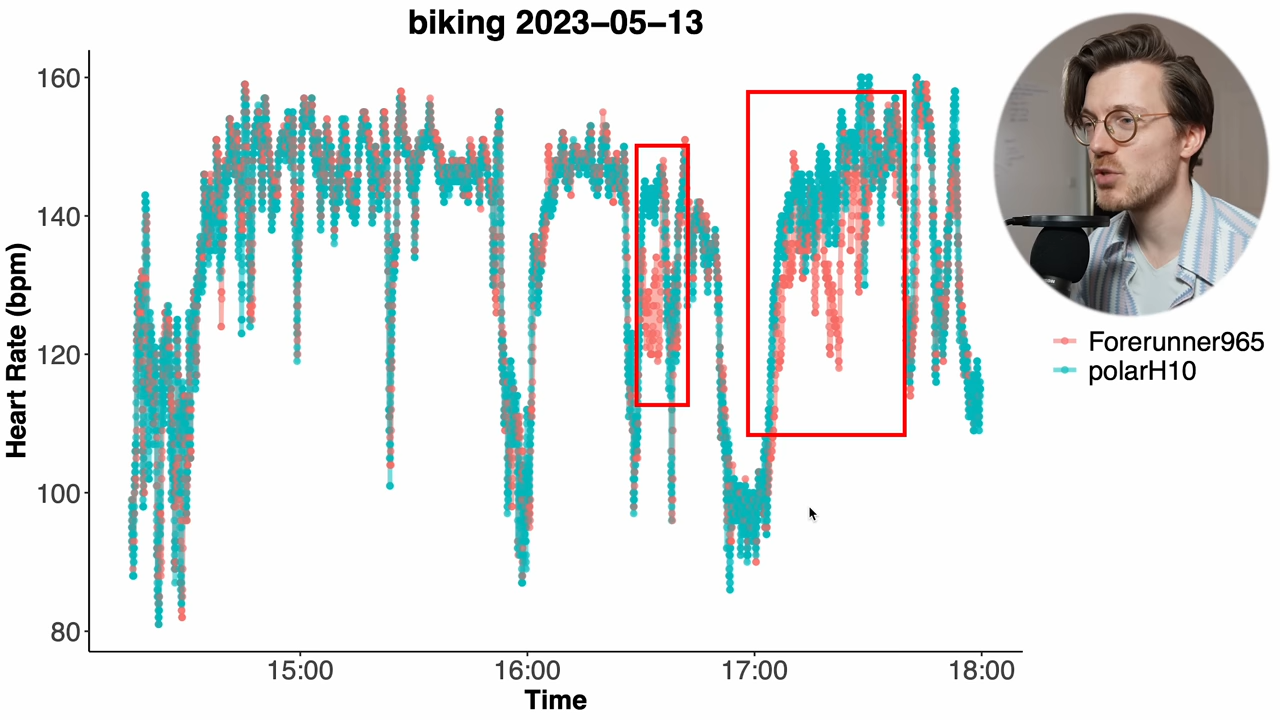 biking 2023–05–13
160
140
120
100
80
Heart Rate (bpm)
15:00
16:00
17:00
18:00
Time
Forerunner965
polarH10